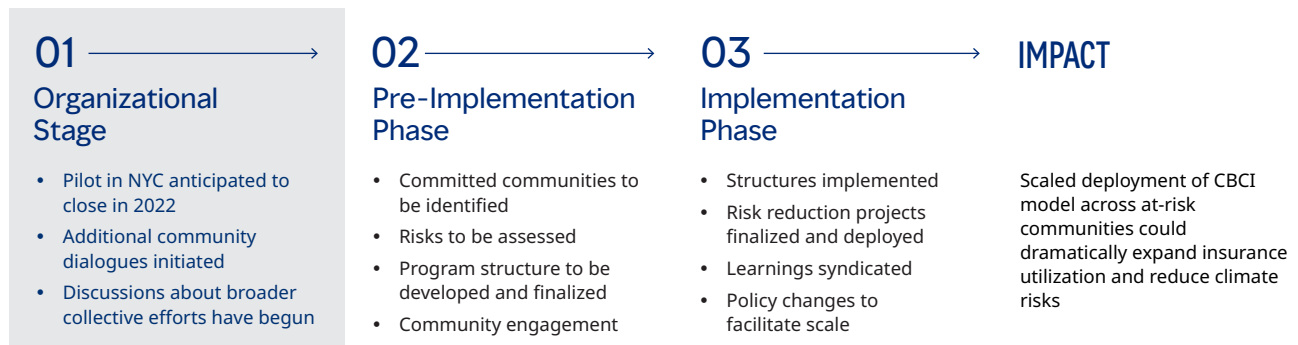 01
Organizational
Stage
• Pilot in NYC anticipated to
close in 2022
• Additional community
dialogues initiated
• Discussions about broader
collective efforts have begun
02
Pre-Implementation
Phase
• Committed communities to
be identified
• Risks to be assessed
• Program structure to be
developed and finalized
• Community engagement
03
Implementation
Phase
• Structures implemented
• Risk reduction projects
finalized and deployed
• Learnings syndicated
• Policy changes to
facilitate scale
IMPACT
Scaled deployment of CBCI
model across at-risk
communities could
dramatically expand insurance
utilization and reduce climate
risks